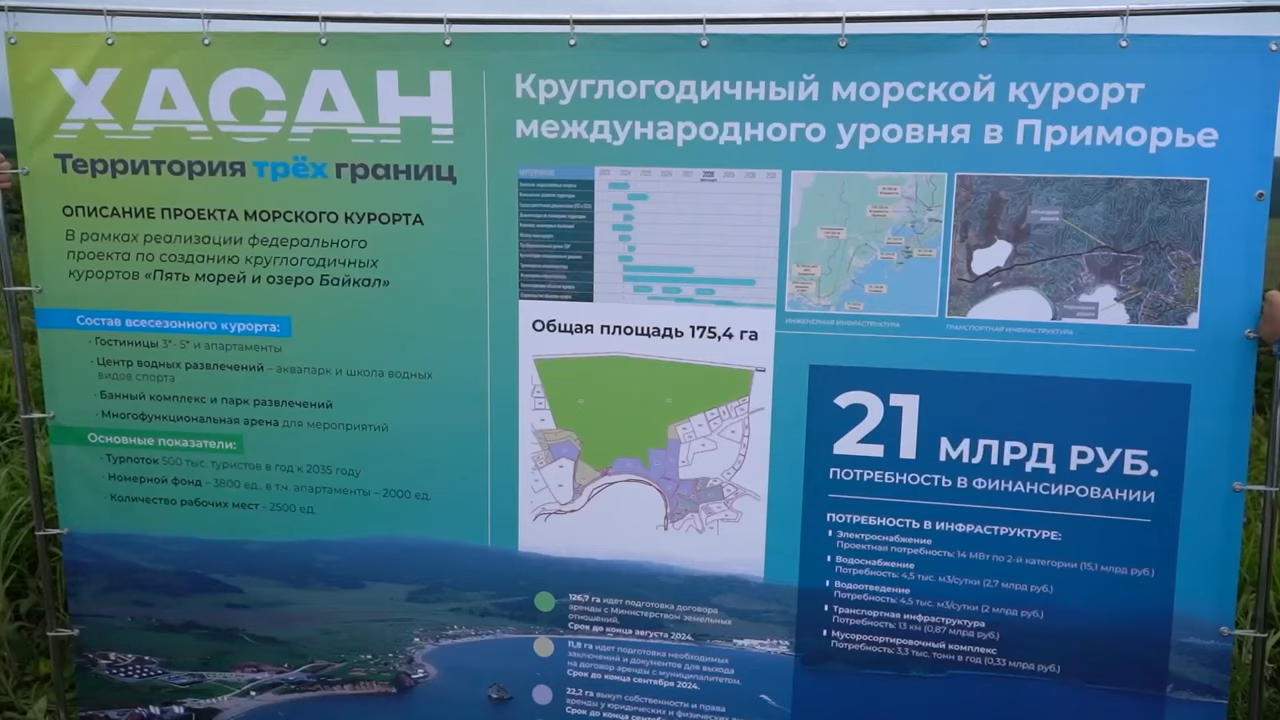 ХАСАН
Территория трёх границ
ОПИСАНИЕ ПРОЕКТА МОРСКОГО КУРОРТА
В рамках реализации федерального
проекта по созданию круглогодичных
курортов «Пять морей и озеро Байкал»
Состав всесезонного курорта:
· Гостиницы 3*- 5* и апартаменты
· Центр водных развлечений – аквапарк и школа водных
видов спорта
· Банный комплекс и парк развлечений
· Многофункциональная арена для мероприятий
Основные показатели:
· Турпоток 500 тыс. туристов в год к 2035 году
· Номерной фонд – 3800 ед., в т.ч. апартаменты – 2000 ед.
· Количество рабочих мест - 2500 ед.
Круглогодичный морской курорт
международного уровня в Приморье
ИНЖЕНЕРНАЯ ИНФРАСТРУКТУРА
ТРАНСПОРТНАЯ ИНФРАСТРУКТУРА
Общая площадь 175,4 га
126,7 га идет подготовка договора
аренды с Министерством земельных
отношений.
Срок до конца августа 2024.
11,8 га идет подготовка необходимых
заключений и документов для выхода
на договор аренды с муниципалитетом.
Срок до конца сентября 2024.
22,2 га выкуп собственности и права
аренды у юридических и физических
Срок до конца
21 МЛРД РУБ.
ПОТРЕБНОСТЬ В ФИНАНСИРОВАНИИ
ПОТРЕБНОСТЬ В ИНФРАСТРУКТУРЕ:
Электроснабжение
Проектная потребность: 14 МВт по 2-й категории (15,1 млрд руб.)
Водоснабжение
Потребность: 4,5 тыс. м3/сутки (2,7 млрд руб.)
Водоотведение
Потребность: 4,5 тыс. м3/сутки (2 млрд руб.)
Транспортная инфраструктура
Потребность: 13 км (0,87 млрд руб.)
Мусоросортировочный комплекс
Потребность: 3,3 тыс. тонн в год (0,33 млрд руб.)